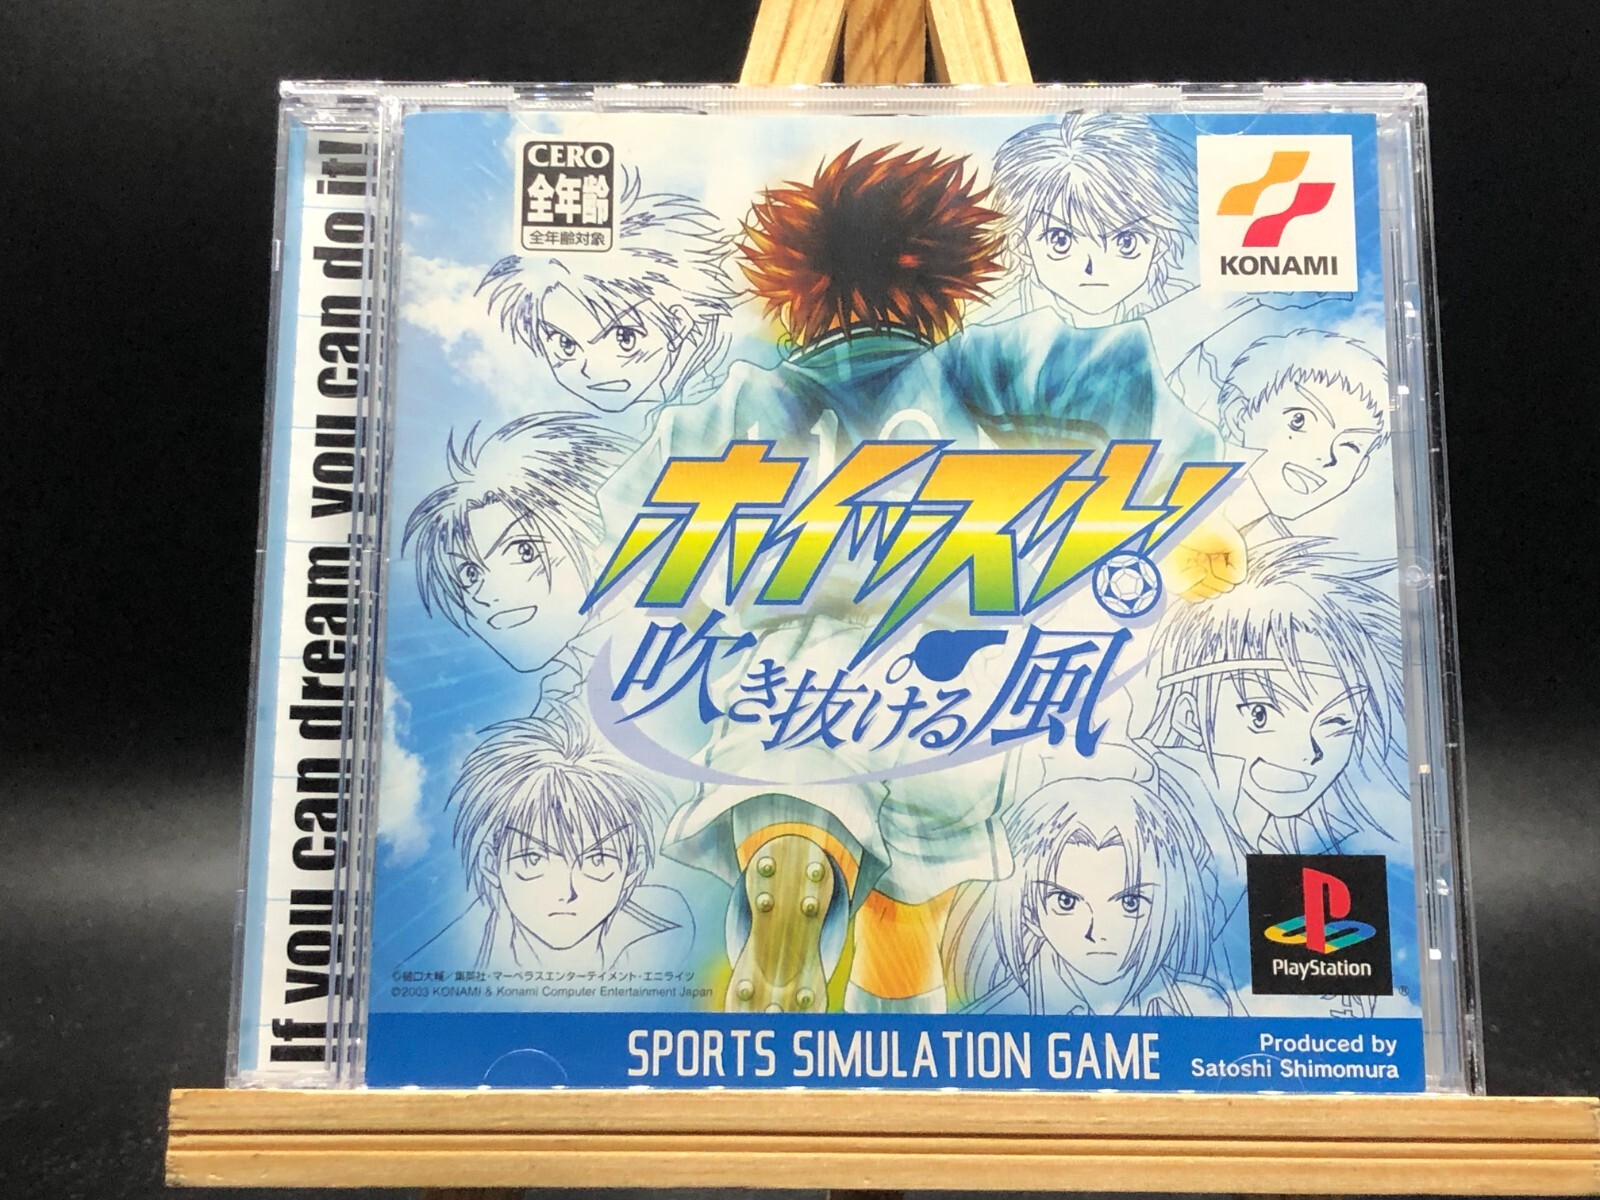 If you can dream, you can do it!
CERO
全年齢
全年齢対象
KONAMI
ホイッスル!
吹き抜ける風
PlayStation
®
©樋口大輔/集英社・マーベラスエンターテイメント・エニライツ
©2003 KONAMI & Konami Computer Entertainment Japan
SPORTS SIMULATION GAME
Produced by
Satoshi Shimomura